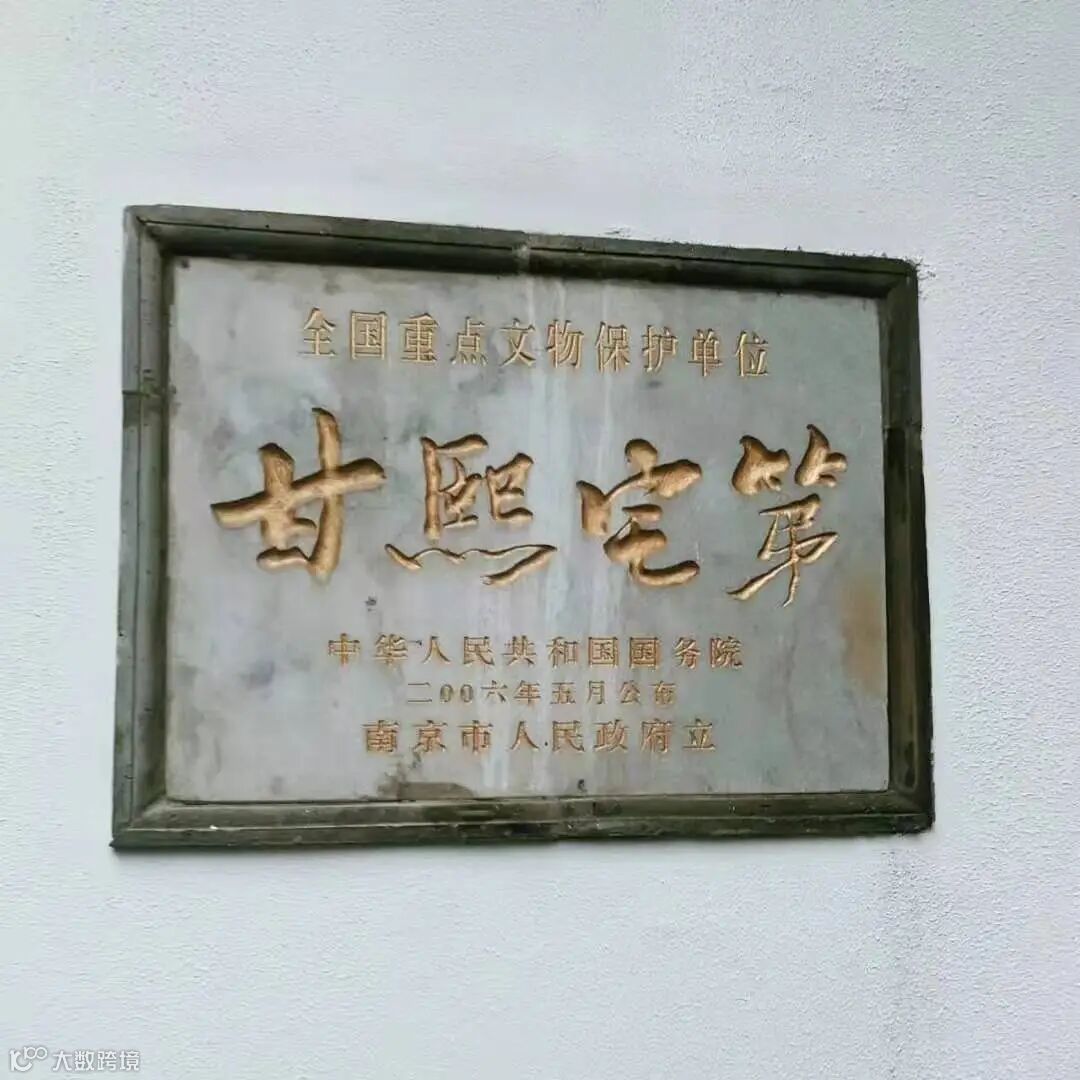 全国重点文物保护单位
甘熙宅第
中华人民共和国国务院
二00六年五月公布
南京市人民政府立
大数跨境